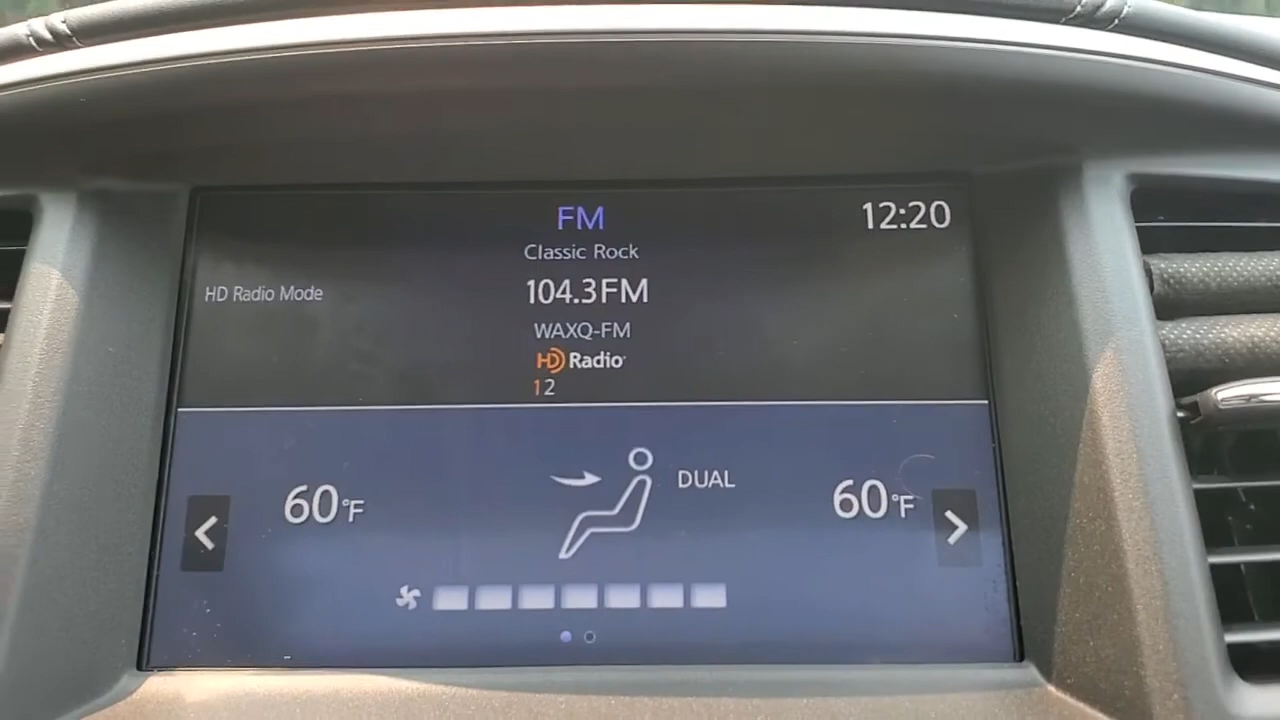 FM
12:20
Classic Rock
HD Radio Mode
104.3FM
WAXQ-FM
HD Radio
12
60°F
DUAL
60°F